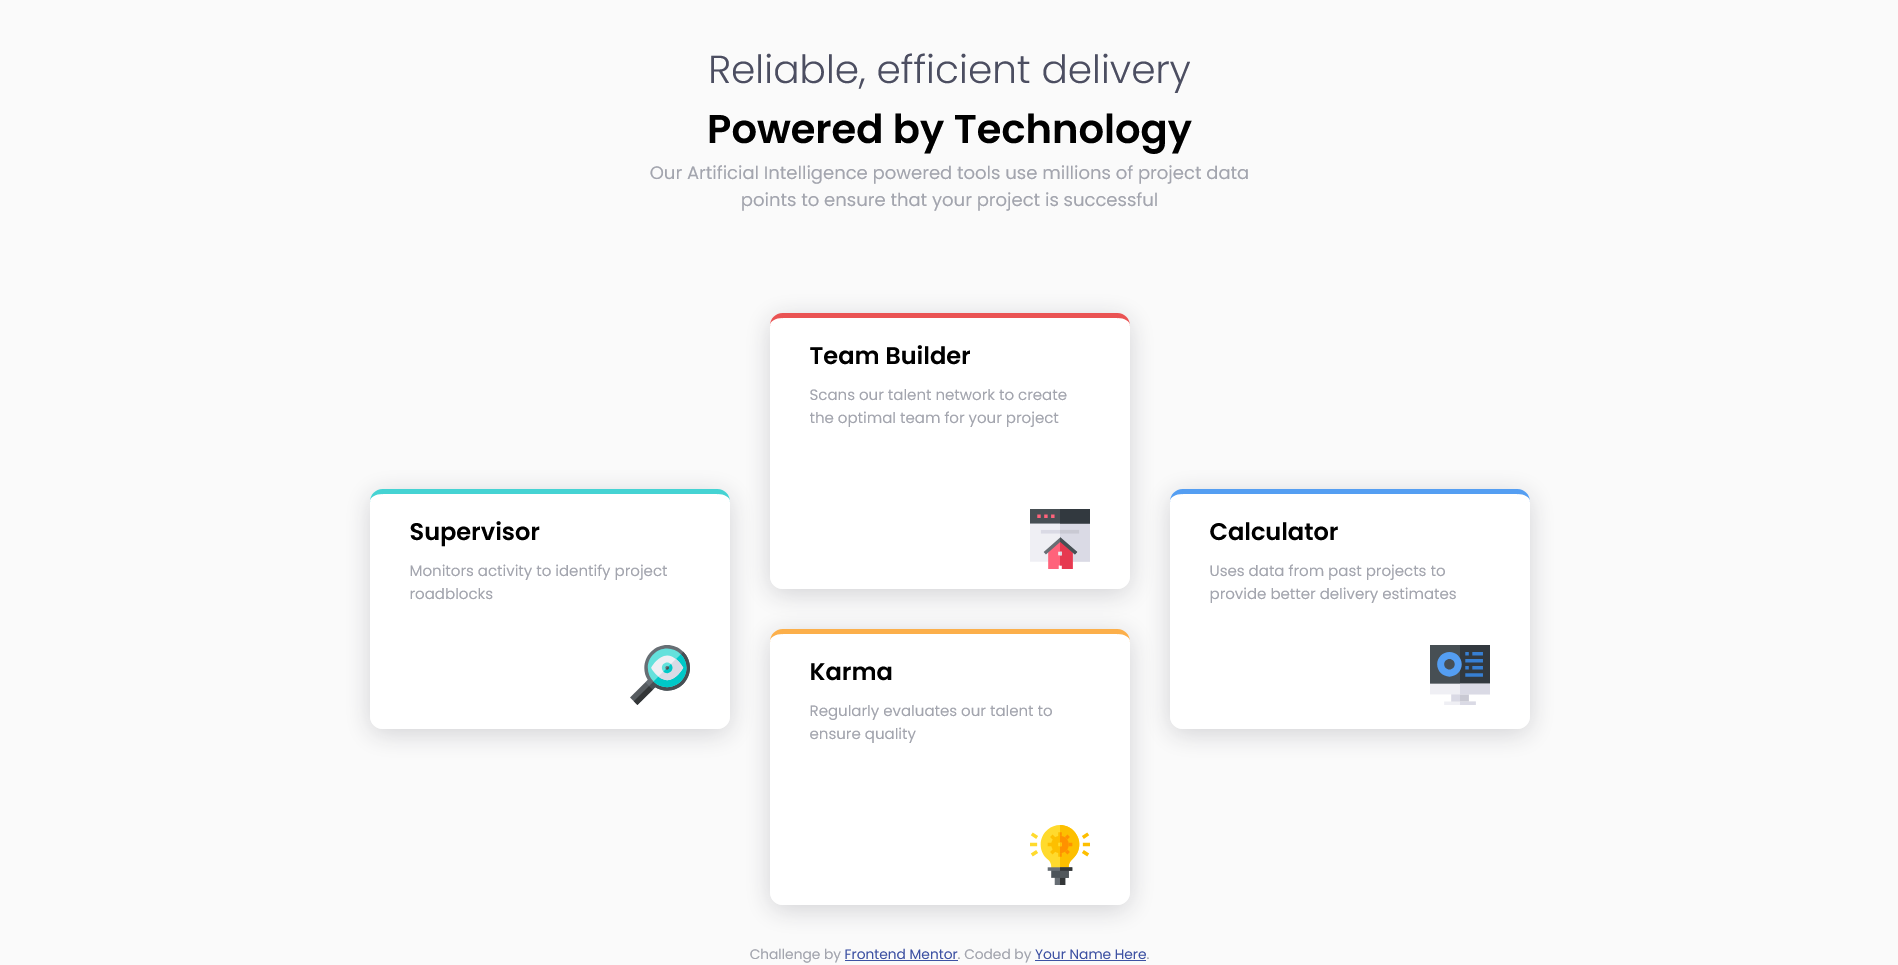 Reliable, efficient delivery
Powered by Technology
Our Artificial Intelligence powered tools use millions of project data
points to ensure that your project is successful
Team Builder
Scans our talent network to create
the optimal team for your project
Supervisor
Monitors activity to identify project
roadblocks
Calculator
Uses data from past projects to
provide better delivery estimates
Karma
Regularly evaluates our talent to
ensure quality
Challenge by Frontend Mentor. Coded by Your Name Here.